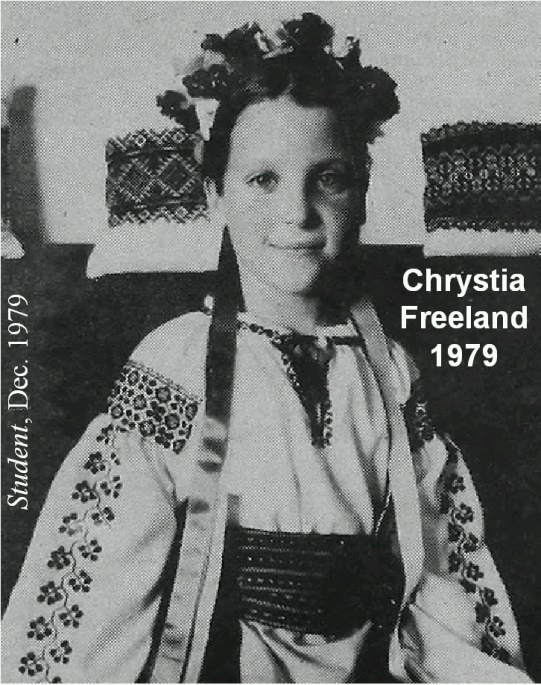 Chrystia
Freeland
1979
Student, Dec. 1979